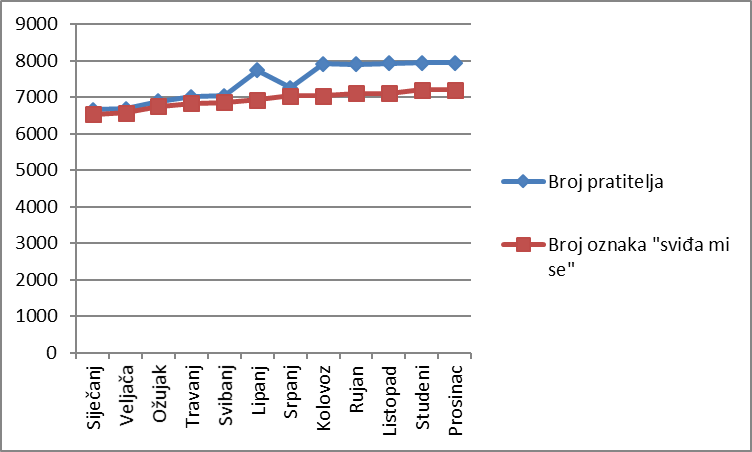 9000
8000
7000
6000
5000
4000
3000
2000
1000
0
Siječanj
Veljača
Ožujak
Travanj
Svibanj
Lipanj
Srpanj
Kolovoz
Rujan
Listopad
Studeni
Prosinac
Broj pratitelja
Broj oznaka "sviđa mi
se"